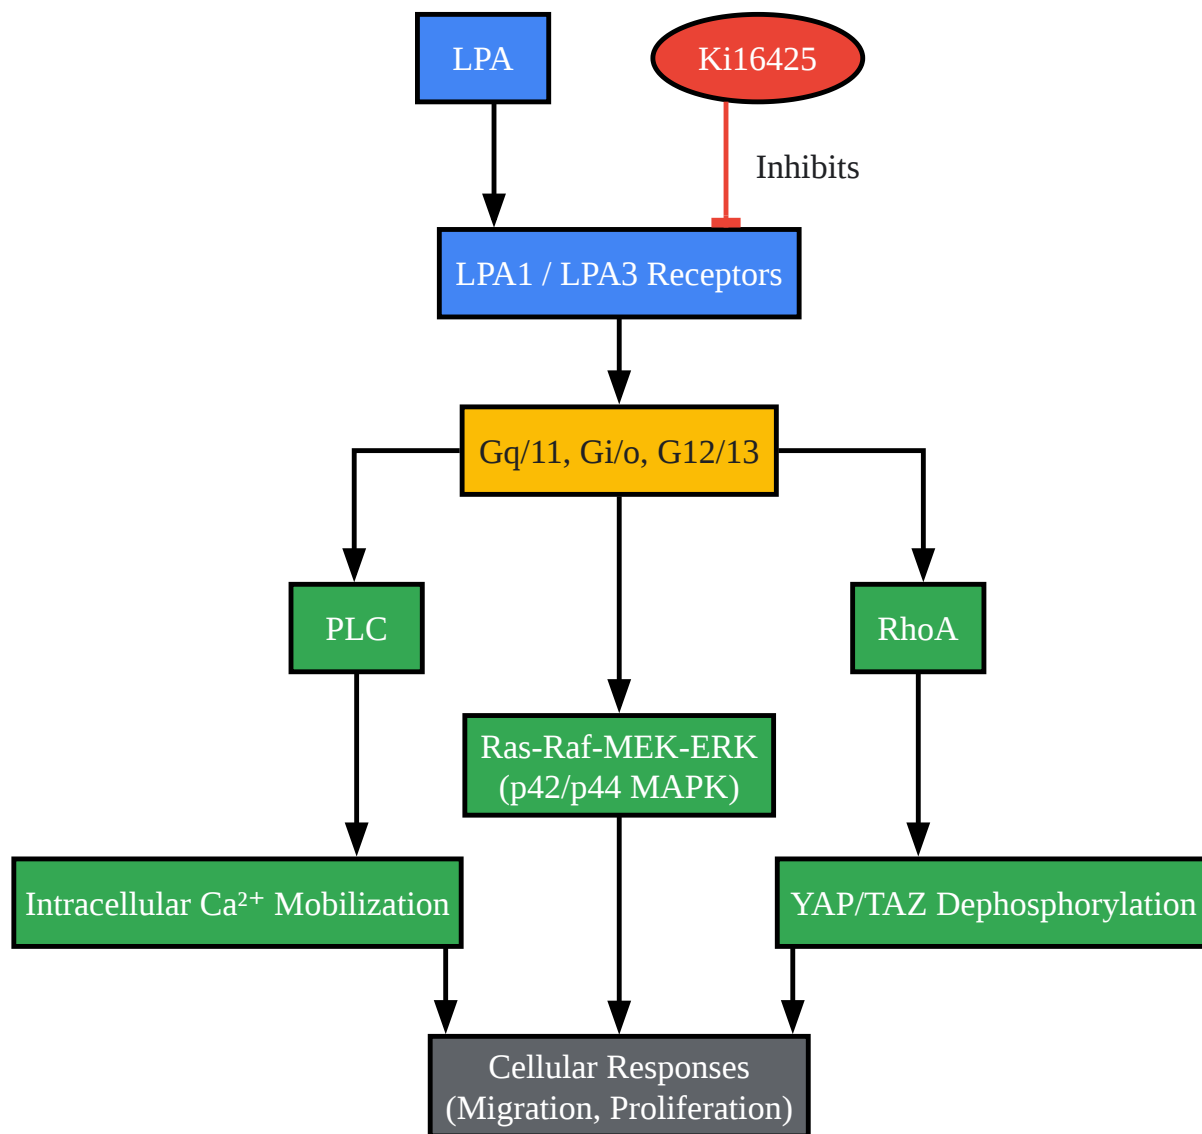 LPA
Ki16425
Inhibits
LPA1 / LPA3 Receptors
Gq/11, Gi/o, G12/13
PLC
RhoA
Ras-Raf-MEK-ERK
(p42/p44 MAPK)
Intracellular Ca²⁺ Mobilization
YAP/TAZ Dephosphorylation
Cellular Responses
(Migration, Proliferation)